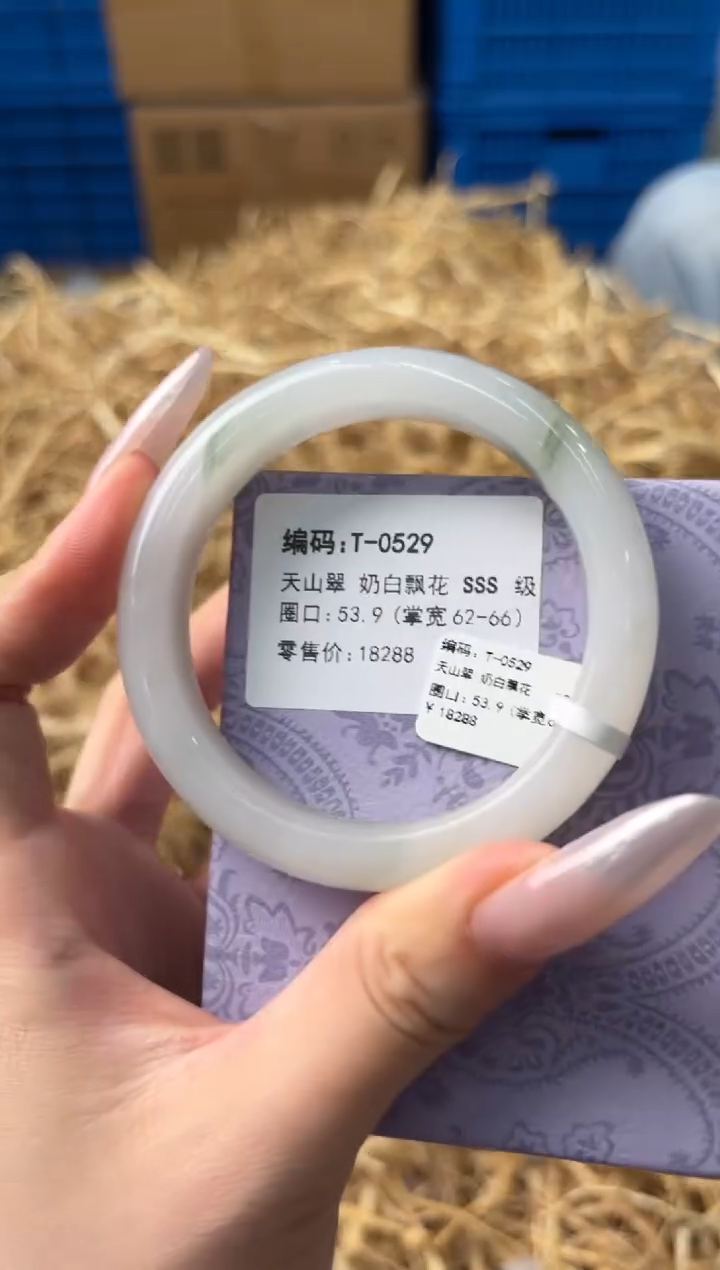 编码:T-0529
天山翠 奶白飘花 SSS 级
圈口:53.9(掌宽62-66)
零售价:18288
编码: T-0529
天山翠 奶白飘花
圈口: 53.9 (掌宽6
￥18288